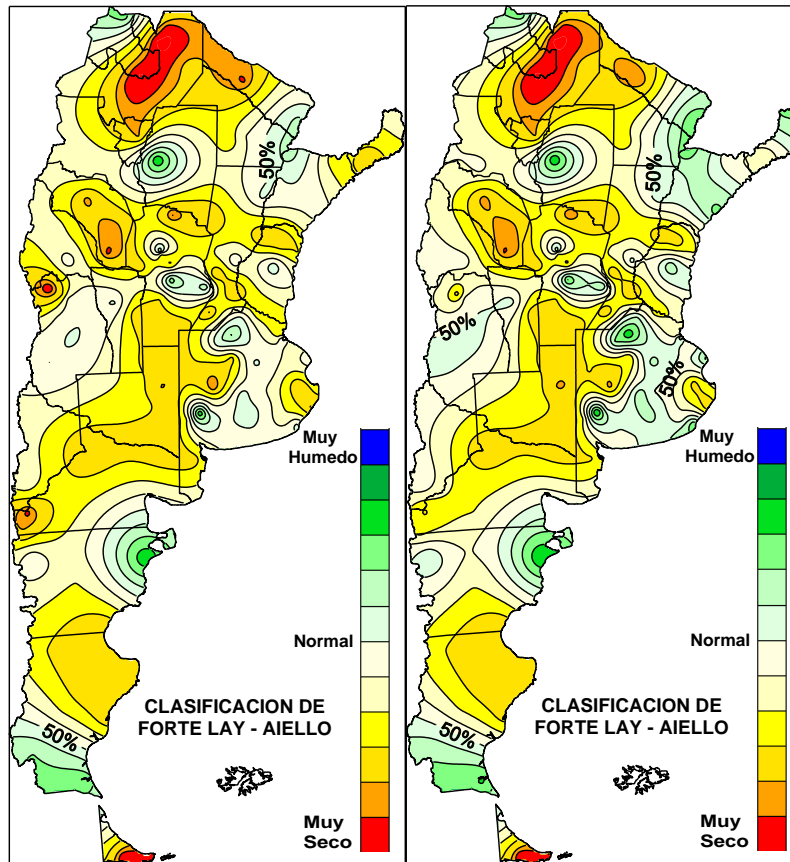 50%
Muy
Humedo
Normal
CLASIFICACION DE
FORTE LAY - AIELLO
50%
Muy
Seco
50%
50%
50%
Muy
Humedo
Normal
CLASIFICACION DE
FORTE LAY - AIELLO
50%
Muy
Seco